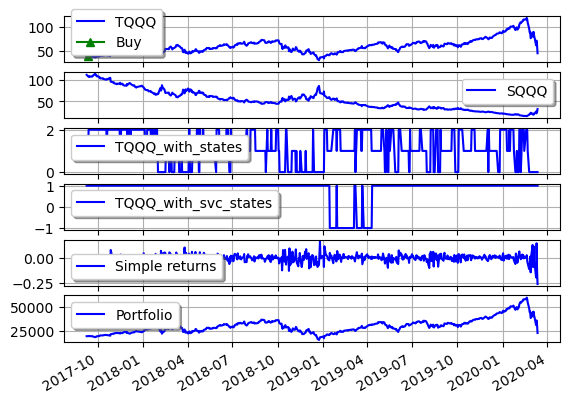 TQQQ
Buy
100
50
SQQQ
100
50
TQQQ_with_states
2
0
TQQQ_with_svc_states
1
0
−1
Simple returns
0.00
−0.25
Portfolio
50000
25000
2017-10 2018-01 2018-04 2018-07 2018-10 2019-01 2019-04 2019-07 2019-10 2020-01 2020-04